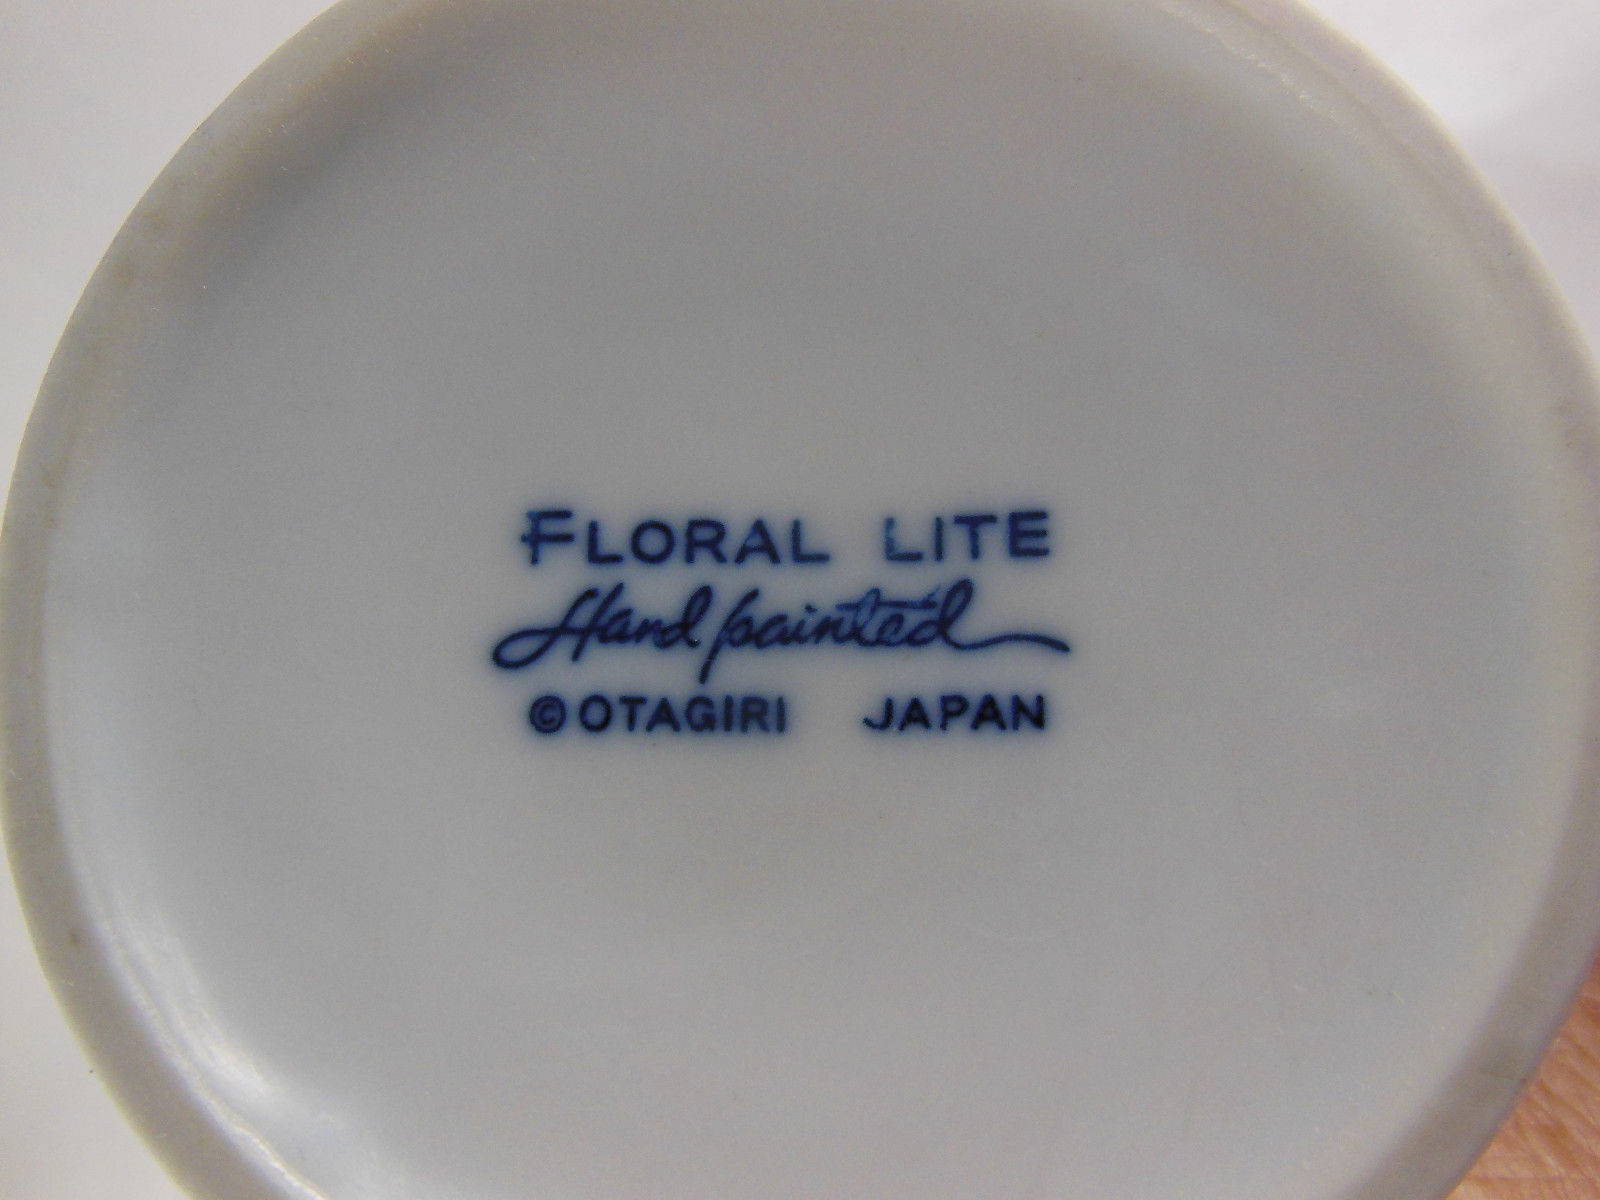 FLORAL LITE
Hand painted
©OTAGIRI JAPAN